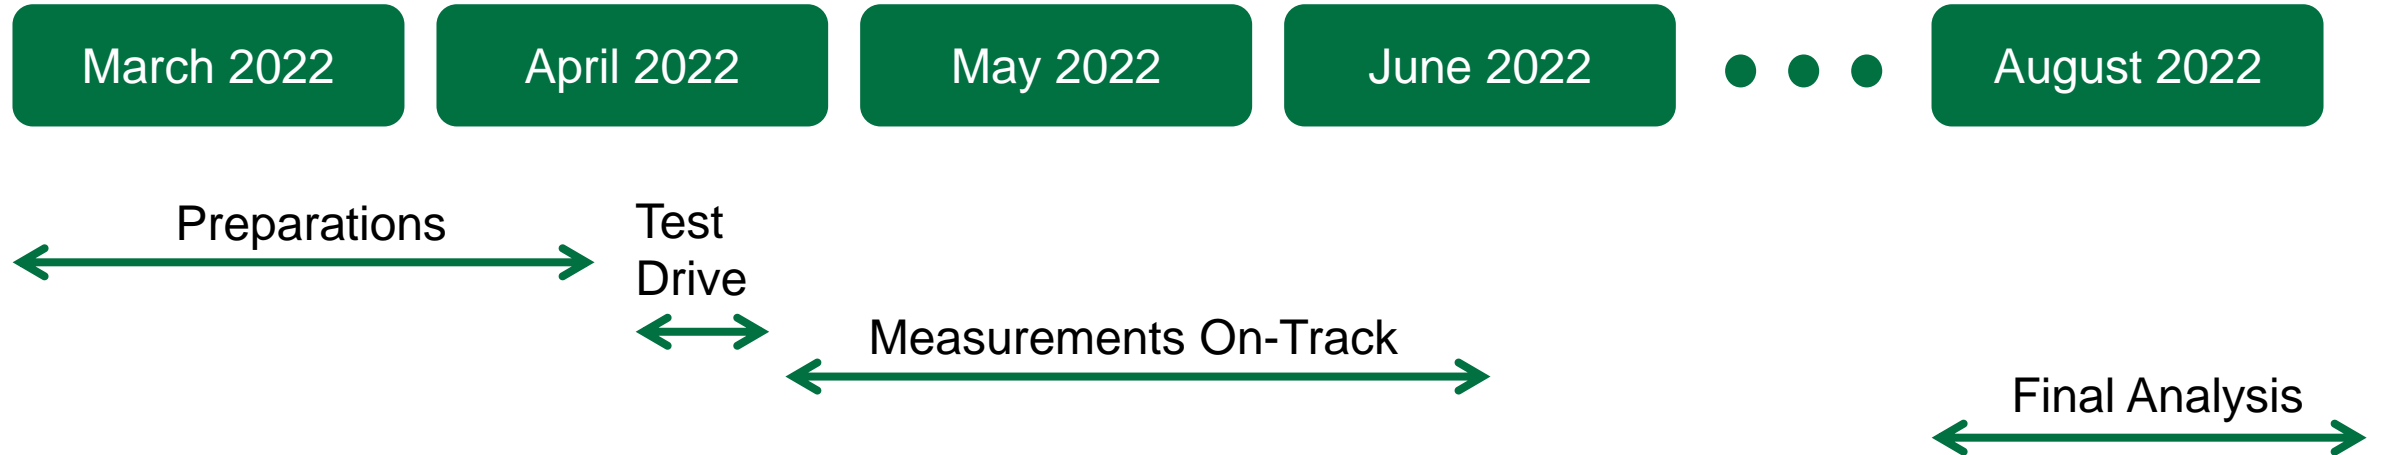 March 2022
April 2022
May 2022
June 2022
August 2022
Preparations
Test
Drive
Measurements On-Track
Final Analysis